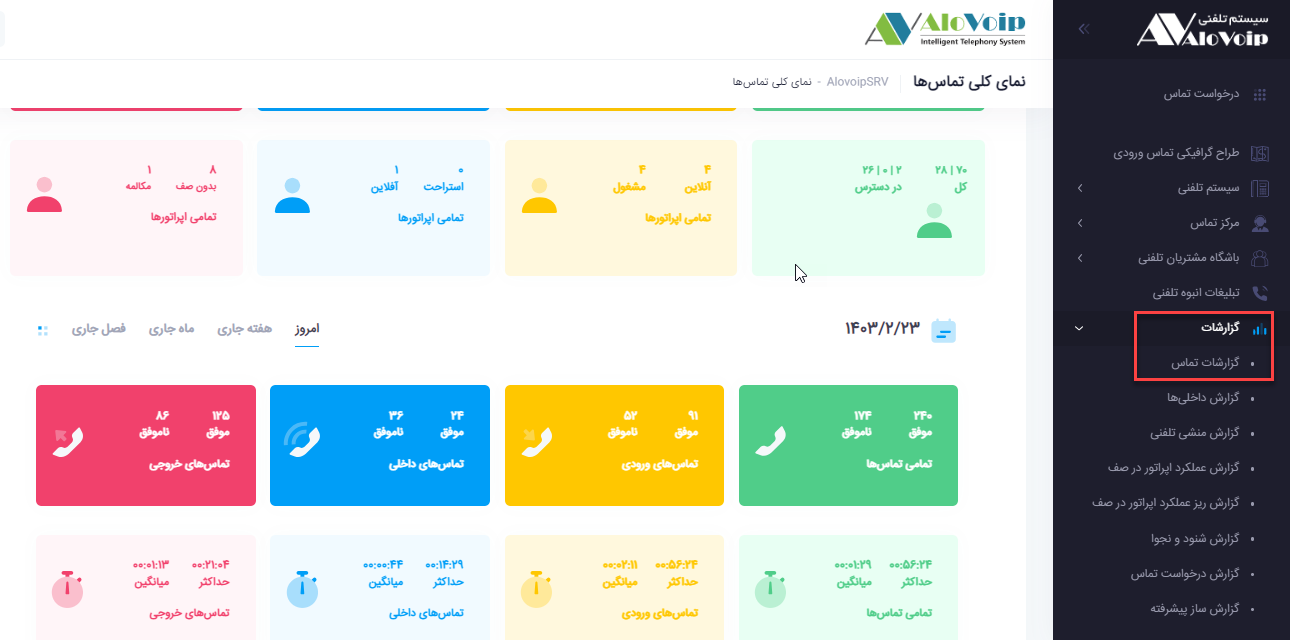 سیستم تلفنی
AloVoip
درخواست تماس
طراح گرافیکی تماس ورودی
سیستم تلفنی
مرکز تماس
باشگاه مشتریان تلفنی
تبلیغات انبوه تلفنی
گزارشات
گزارشات تماس
گزارش داخلی‌ها
گزارش منشی تلفنی
گزارش عملکرد اپراتور در صف
گزارش ریز عملکرد اپراتور در صف
گزارش شنود و نجوا
گزارش درخواست تماس
گزارش ساز پیشرفته
AloVoip
Intelligent Telephony System
نمای کلی تماس‌ها
AlovoipSRV - نمای کلی تماس‌ها
۷۰ | ۲۸
کل
۲ | ۰ | ۲۶
در دسترس
۴
آنلاین
۴
مشغول
تمامی اپراتورها
۰
استراحت
۱
آفلاین
تمامی اپراتورها
۸
بدون صف
۱
مکالمه
تمامی اپراتورها
۱۴۰۳/۲/۲۳
امروز
هفته جاری
ماه جاری
فصل جاری
۲۴۰
موفق
۱۷۴
ناموفق
تمامی تماس‌ها
۹۱
موفق
۵۲
ناموفق
تماس‌های ورودی
۲۴
موفق
۳۶
ناموفق
تماس‌های داخلی
۱۲۵
موفق
۸۶
ناموفق
تماس‌های خروجی
۰۰:۵۶:۲۴
حداکثر
۰۰:۰۱:۲۹
میانگین
تمامی تماس‌ها
۰۰:۵۶:۲۴
حداکثر
۰۰:۰۲:۱۱
میانگین
تماس‌های ورودی
۰۰:۱۴:۲۹
حداکثر
۰۰:۰۰:۴۴
میانگین
تماس‌های داخلی
۰۰:۲۱:۰۴
حداکثر
۰۰:۰۱:۱۳
میانگین
تماس‌های خروجی